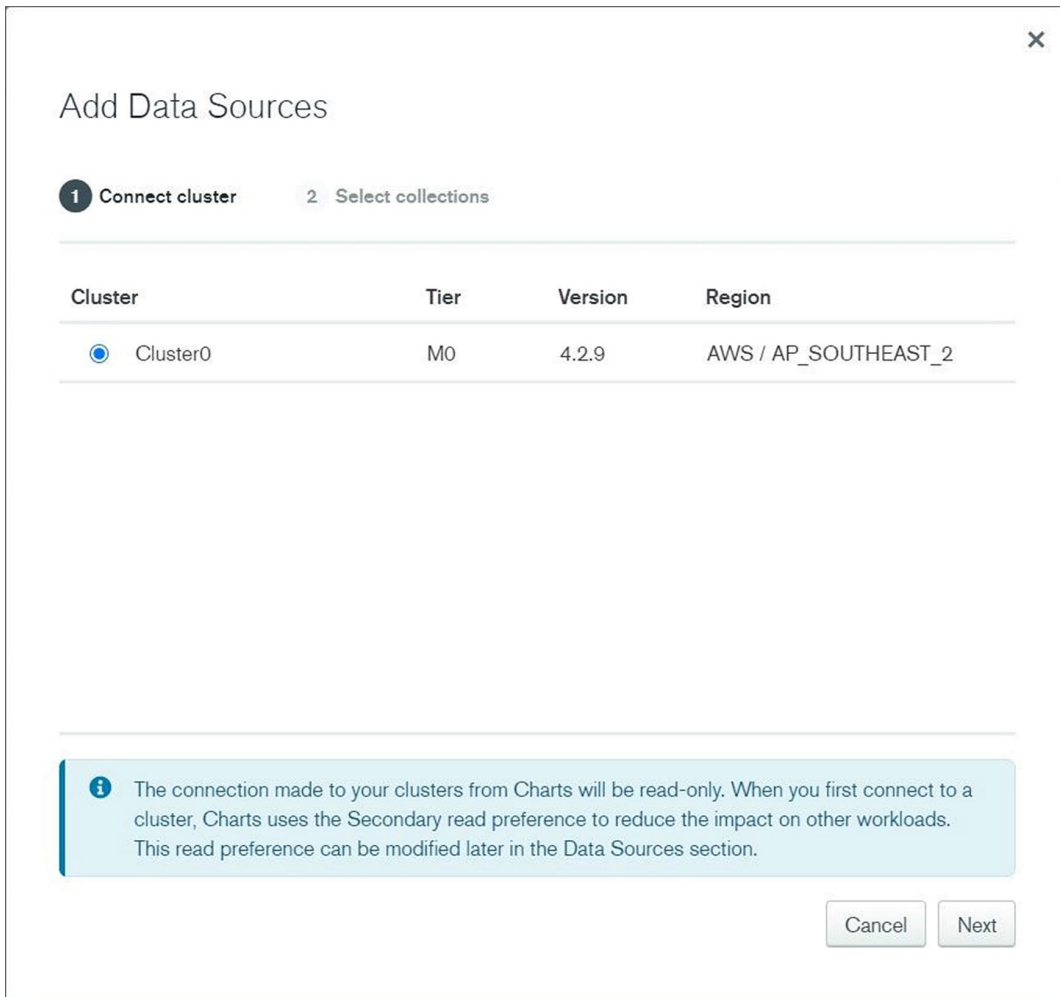 Add Data Sources
1 Connect cluster 2 Select collections
Cluster Tier Version Region
Cluster0 M0 4.2.9 AWS / AP_SOUTHEAST_2
The connection made to your clusters from Charts will be read-only. When you first connect to a
cluster, Charts uses the Secondary read preference to reduce the impact on other workloads.
This read preference can be modified later in the Data Sources section.
Cancel Next